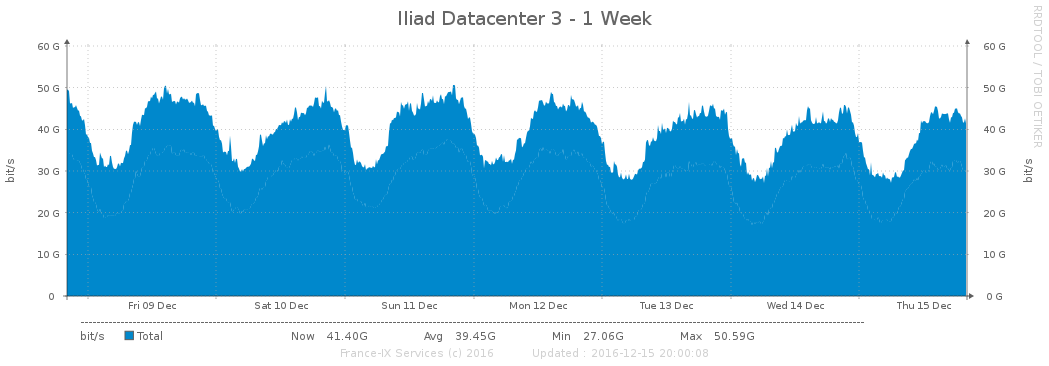 Iliad Datacenter 3 - 1 Week
RRDTOOL / TOBI OETIKER
bit/s
60 G
50 G
40 G
30 G
20 G
10 G
0
60 G
50 G
40 G
30 G
20 G
10 G
0 G
bit/s
Fri 09 Dec Sat 10 Dec Sun 11 Dec Mon 12 Dec Tue 13 Dec Wed 14 Dec Thu 15 Dec
bit/s Total Now 41.40G Avg 39.45G Min 27.06G Max 50.59G
France-IX Services (c) 2016 Updated : 2016-12-15 20:00:08